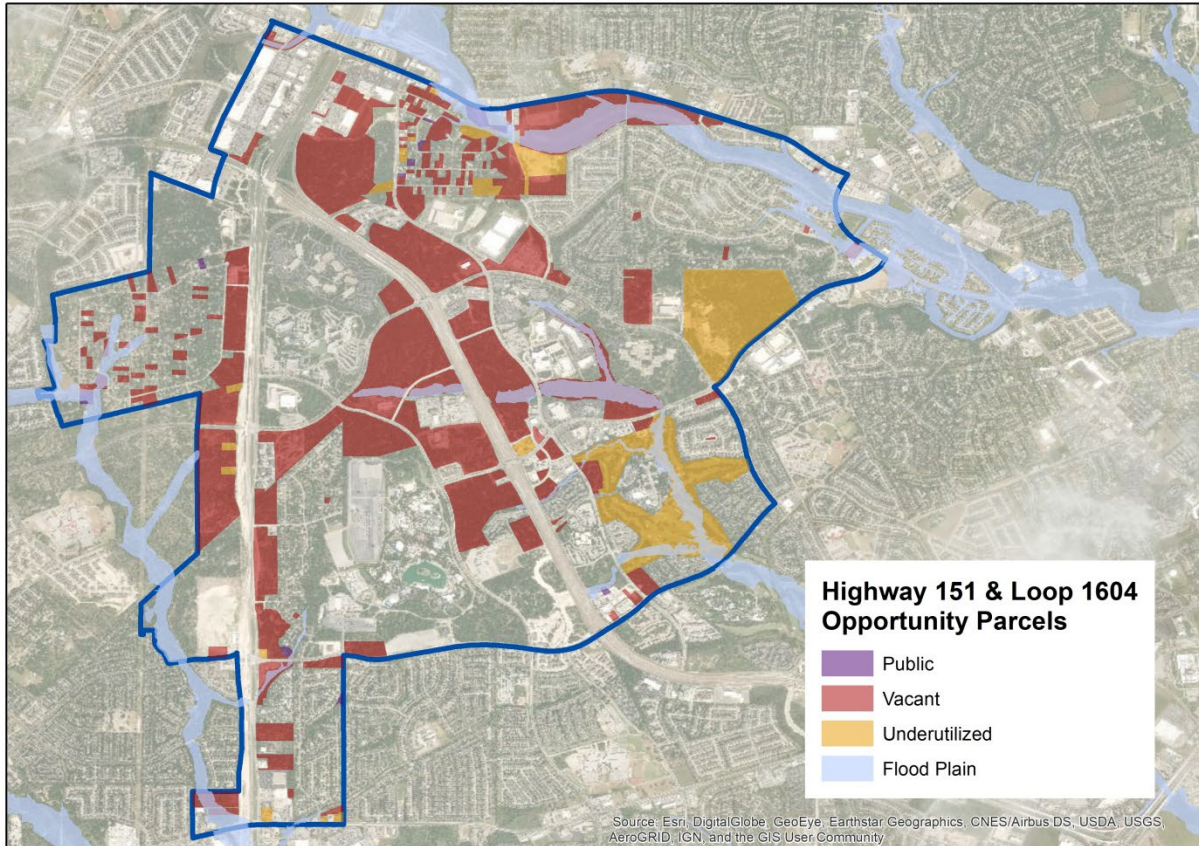 Highway 151 & Loop 1604
Opportunity Parcels
Public
Vacant
Underutilized
Flood Plain
Source: Esri, DigitalGlobe, GeoEye, Earthstar Geographics, CNES/Airbus DS, USDA, USGS,
AeroGRID, IGN, and the GIS User Community